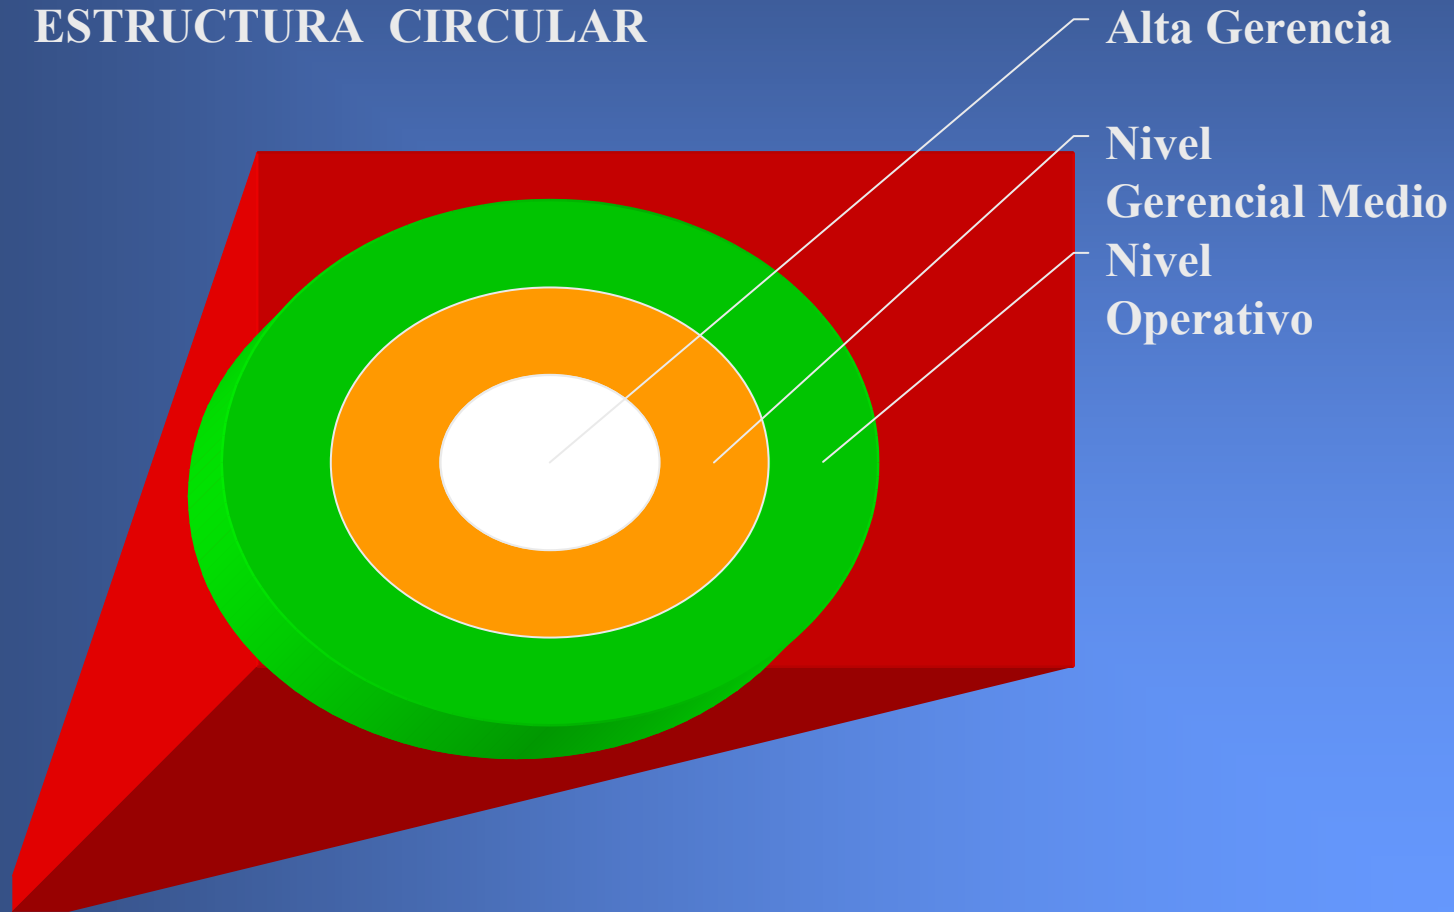 ESTRUCTURA CIRCULAR
Alta Gerencia
Nivel
Gerencial Medio
Nivel
Operativo